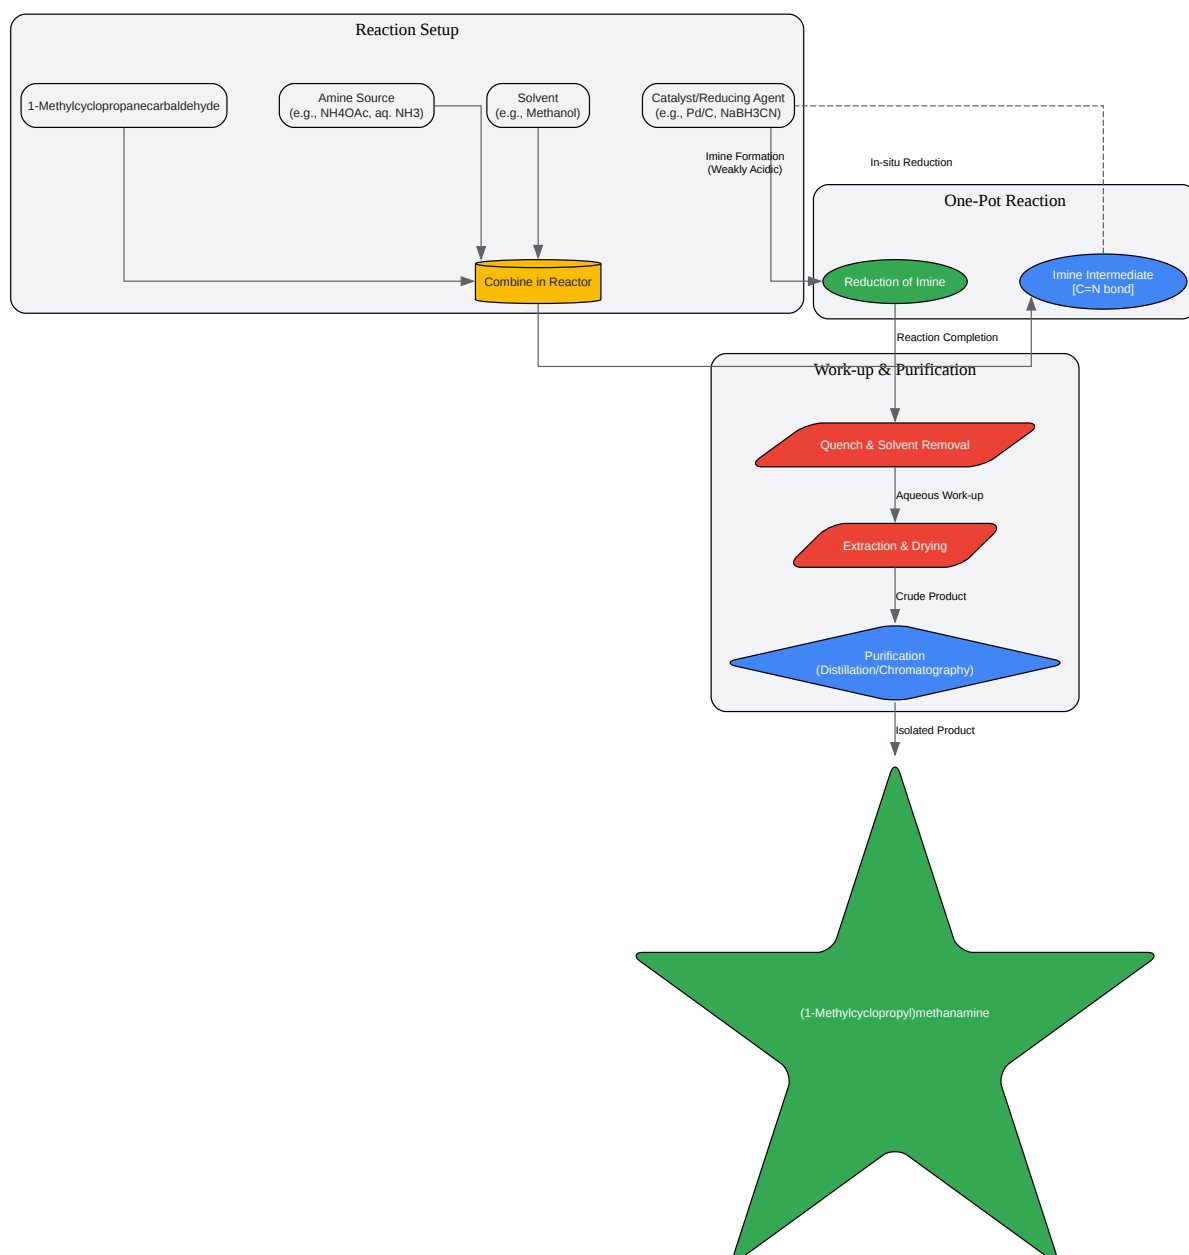 Reaction Setup
1-Methylcyclopropanecarbaldehyde
Amine Source
(e.g., NH4OAc, aq. NH3)
Solvent
(e.g., Methanol)
Catalyst/Reducing Agent
(e.g., Pd/C, NaBH3CN)
Imine Formation
(Weakly Acidic)
In-situ Reduction
One-Pot Reaction
Combine in Reactor
Reduction of Imine
Imine Intermediate
[C=N bond]
Reaction Completion
Work-up & Purification
Quench & Solvent Removal
Aqueous Work-up
Extraction & Drying
Crude Product
Purification
(Distillation/Chromatography)
Isolated Product
(1-Methylcyclopropyl)methanamine